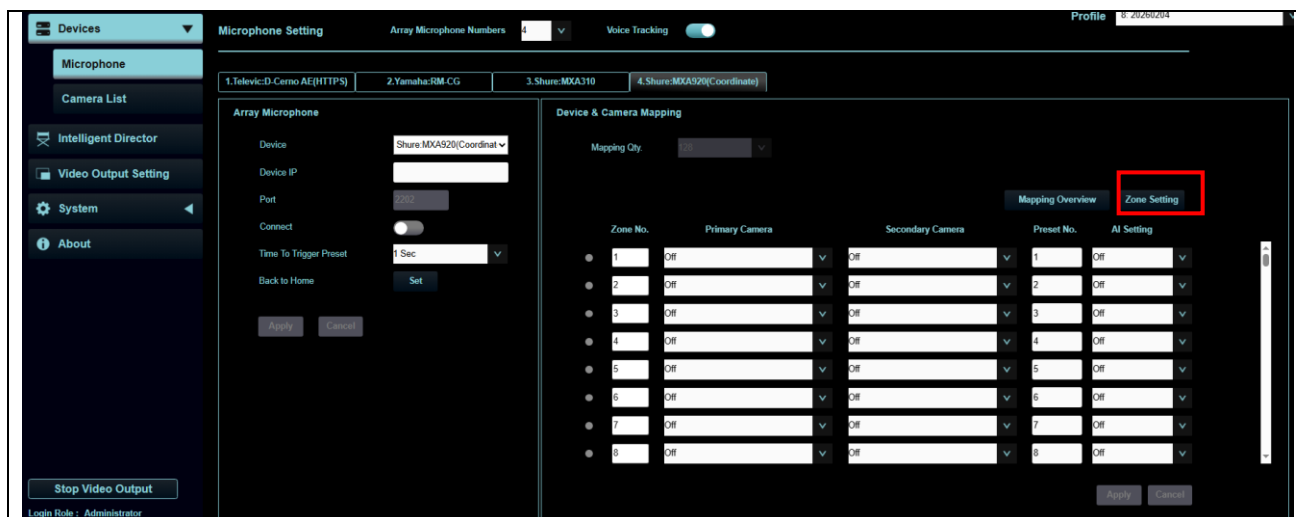 Profile 8: 20260204
Devices
Microphone Setting Array Microphone Numbers 4 Voice Tracking
Microphone
Camera List
Intelligent Director
Video Output Setting
System
About
Stop Video Output
Login Role : Administrator
1.Televic:D-Cerno AE(HTTPS) 2.Yamaha:RM-CG 3.Shure:MXA310 4.Shure:MXA920(Coordinate)
Array Microphone
Device Shure:MXA920(Coordinat
Device IP
Port 2202
Connect
Time To Trigger Preset 1 Sec
Back to Home Set
Apply Cancel
Device & Camera Mapping
Mapping Qty. 128
Mapping Overview Zone Setting
Zone No. Primary Camera Secondary Camera Preset No. AI Setting
1 Off Off 1 Off
2 Off Off 2 Off
3 Off Off 3 Off
4 Off Off 4 Off
5 Off Off 5 Off
6 Off Off 6 Off
7 Off Off 7 Off
8 Off Off 8 Off
Apply Cancel